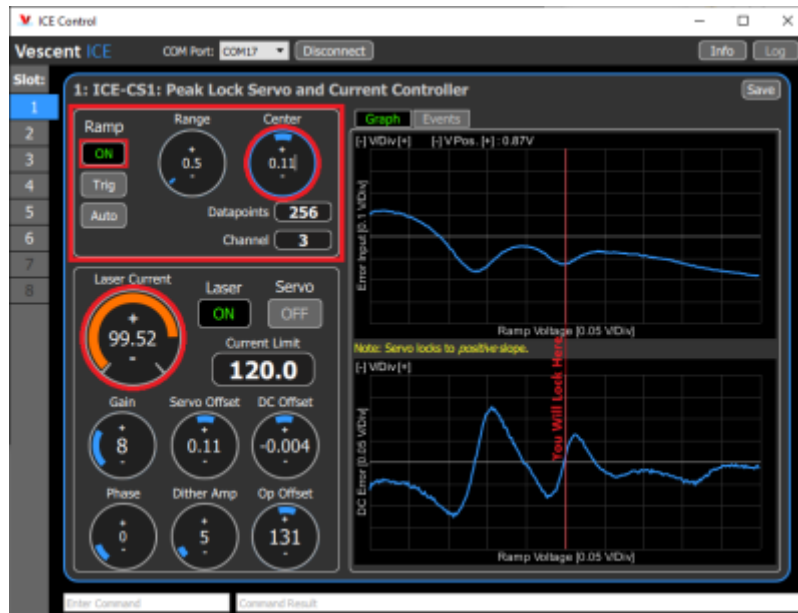 ICE Control
Vescent ICE COM Port: COM17 Disconnect Info Log
Slot:
1
2
3
4
5
6
7
8
1: ICE-CS1: Peak Lock Servo and Current Controller Save
Ramp Range Center
ON + 0.5 - + 0.11 -
Trig
Auto Datapoints 256
Channel 3
Laser Current Laser Servo
+ 99.52 - ON OFF
Current Limit
120.0
Gain Servo Offset DC Offset
+ 8 - + 0.11 - + -0.004 -
Phase Dither Amp Op Offset
+ 0 - + 5 - + 131 -
Graph Events
[-] V/Div [+] [-] V Pos. [+] : 0.87V
Error Input [0.1 V/Div]
Ramp Voltage [0.05 V/Div]
Note: Servo locks to positive slope.
[-] V/Div [+]
You Will Lock Here
DC Error [0.05 V/Div]
Ramp Voltage [0.05 V/Div]
Enter Command Command Result